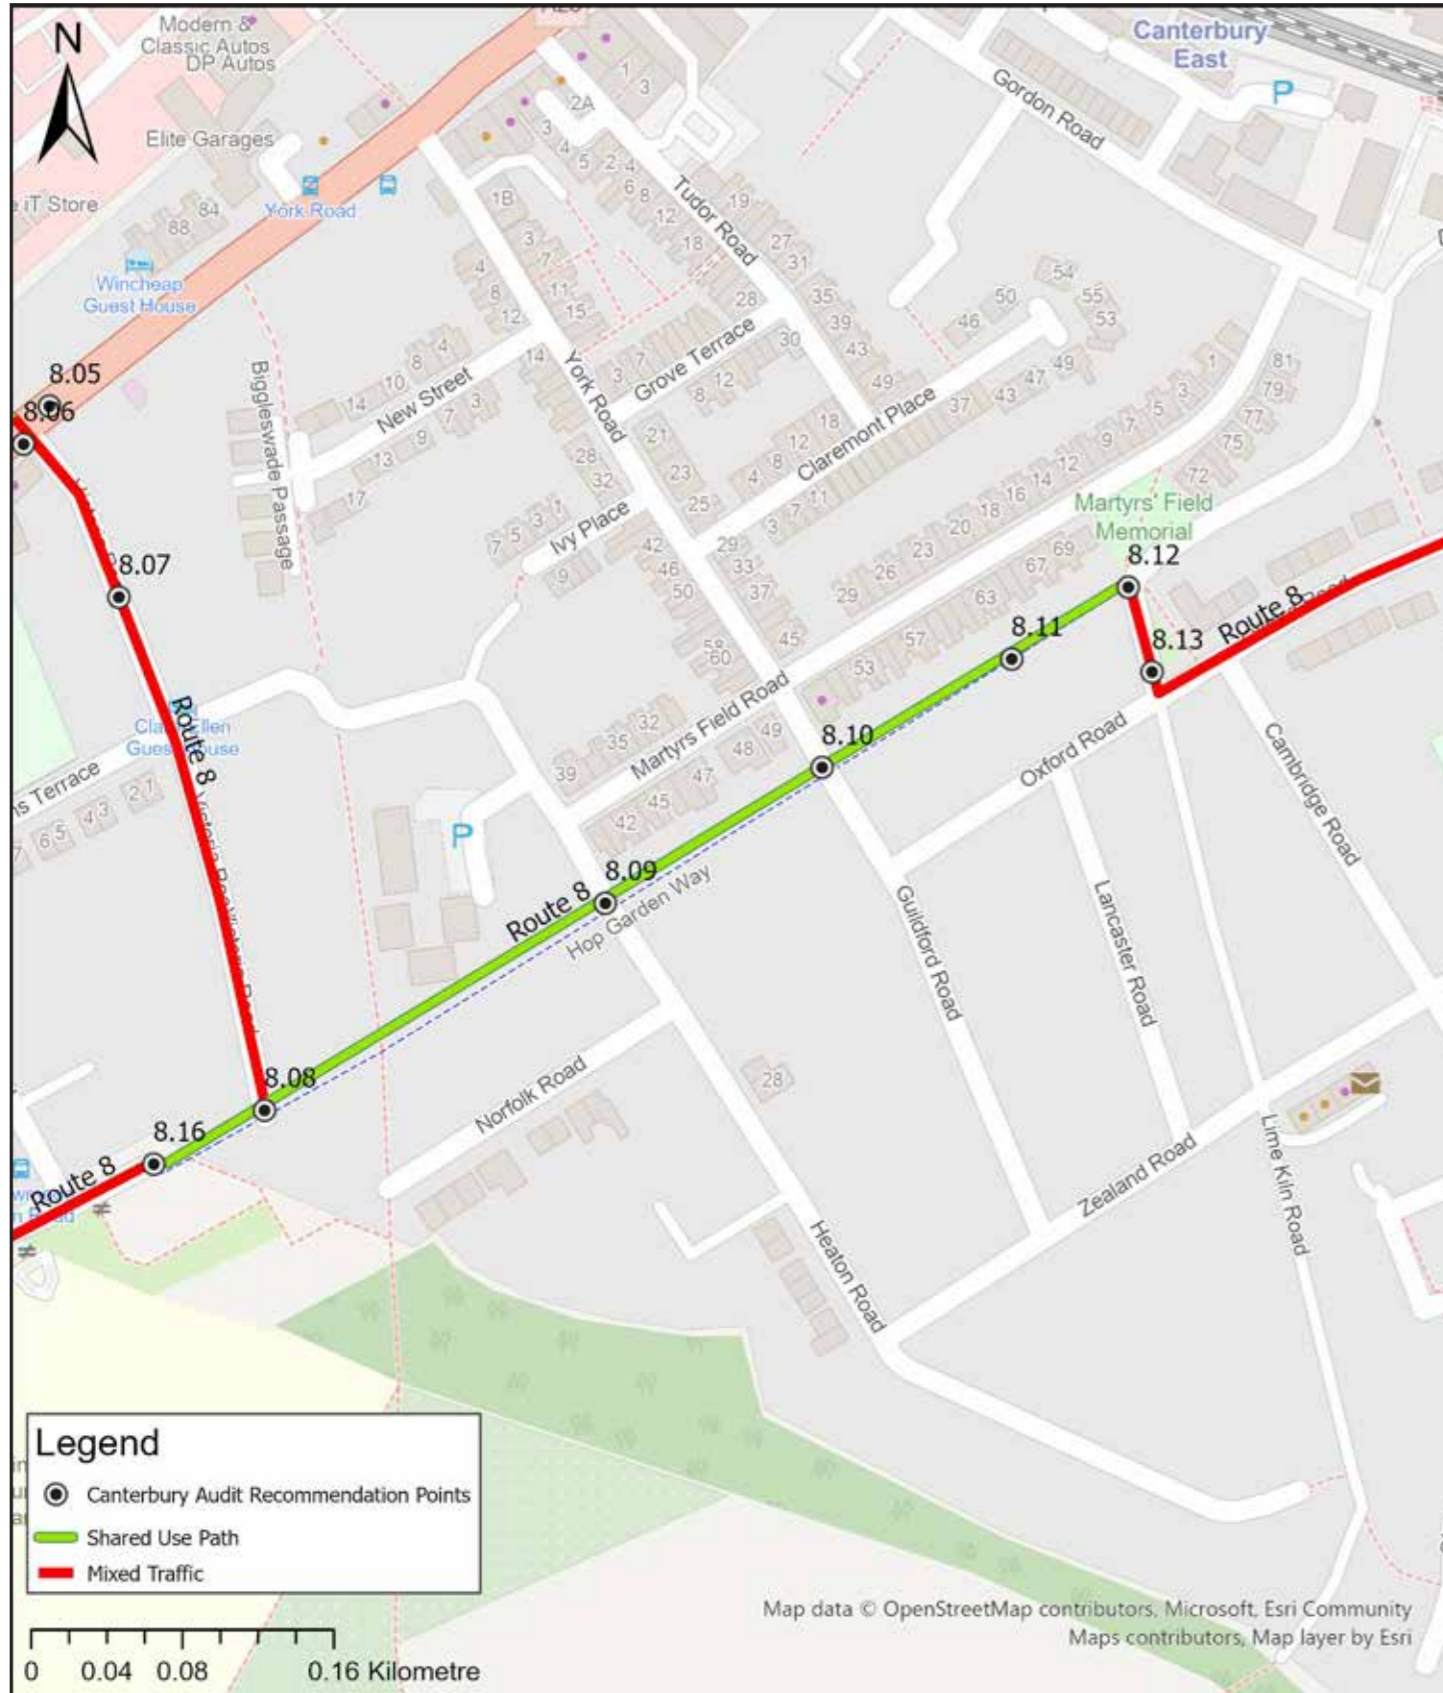 N
Modern &
Classic Autos
DP Autos
Elite Garages
iT Store
84
88
York Road
Wincheap
Guest House
Canterbury
East
P
Gordon Road
1
3
2A
3
4
5
2
4
6
8
12
18
19
27
31
28
35
39
43
49
Tudor Road
1B
3
7
11
15
4
8
12
14
York Road
Grove Terrace
3
7
8
12
30
New Street
14
10
8
4
13
9
7
3
17
Biggleswade Passage
28
32
21
23
25
Ivy Place
7
5
3
1
9
42
46
50
58
60
29
33
37
45
Claremont Place
4
8
12
18
3
7
11
37
43
47
49
46
50
54
55
53
81
79
77
75
72
1
3
5
7
9
12
14
16
18
20
23
26
29
53
57
63
67
69
Martyrs' Field
Memorial
8.05
8.06
8.07
8.12
8.11
8.13
8.10
8.09
8.08
8.16
Route 8
Route 8
Route 8
Route 8
Guest House
Victoria Road
Martyrs Field Road
32
35
39
42
45
47
48
49
P
Hop Garden Way
Oxford Road
Cambridge Road
Lancaster Road
Guildford Road
Norfolk Road
28
Zealand Road
Lime Kiln Road
Heaton Road
s Terrace
6
5
4
3
2
1
Legend
Canterbury Audit Recommendation Points
Shared Use Path
Mixed Traffic
0 0.04 0.08 0.16 Kilometre
Map data © OpenStreetMap contributors, Microsoft, Esri Community
Maps contributors, Map layer by Esri